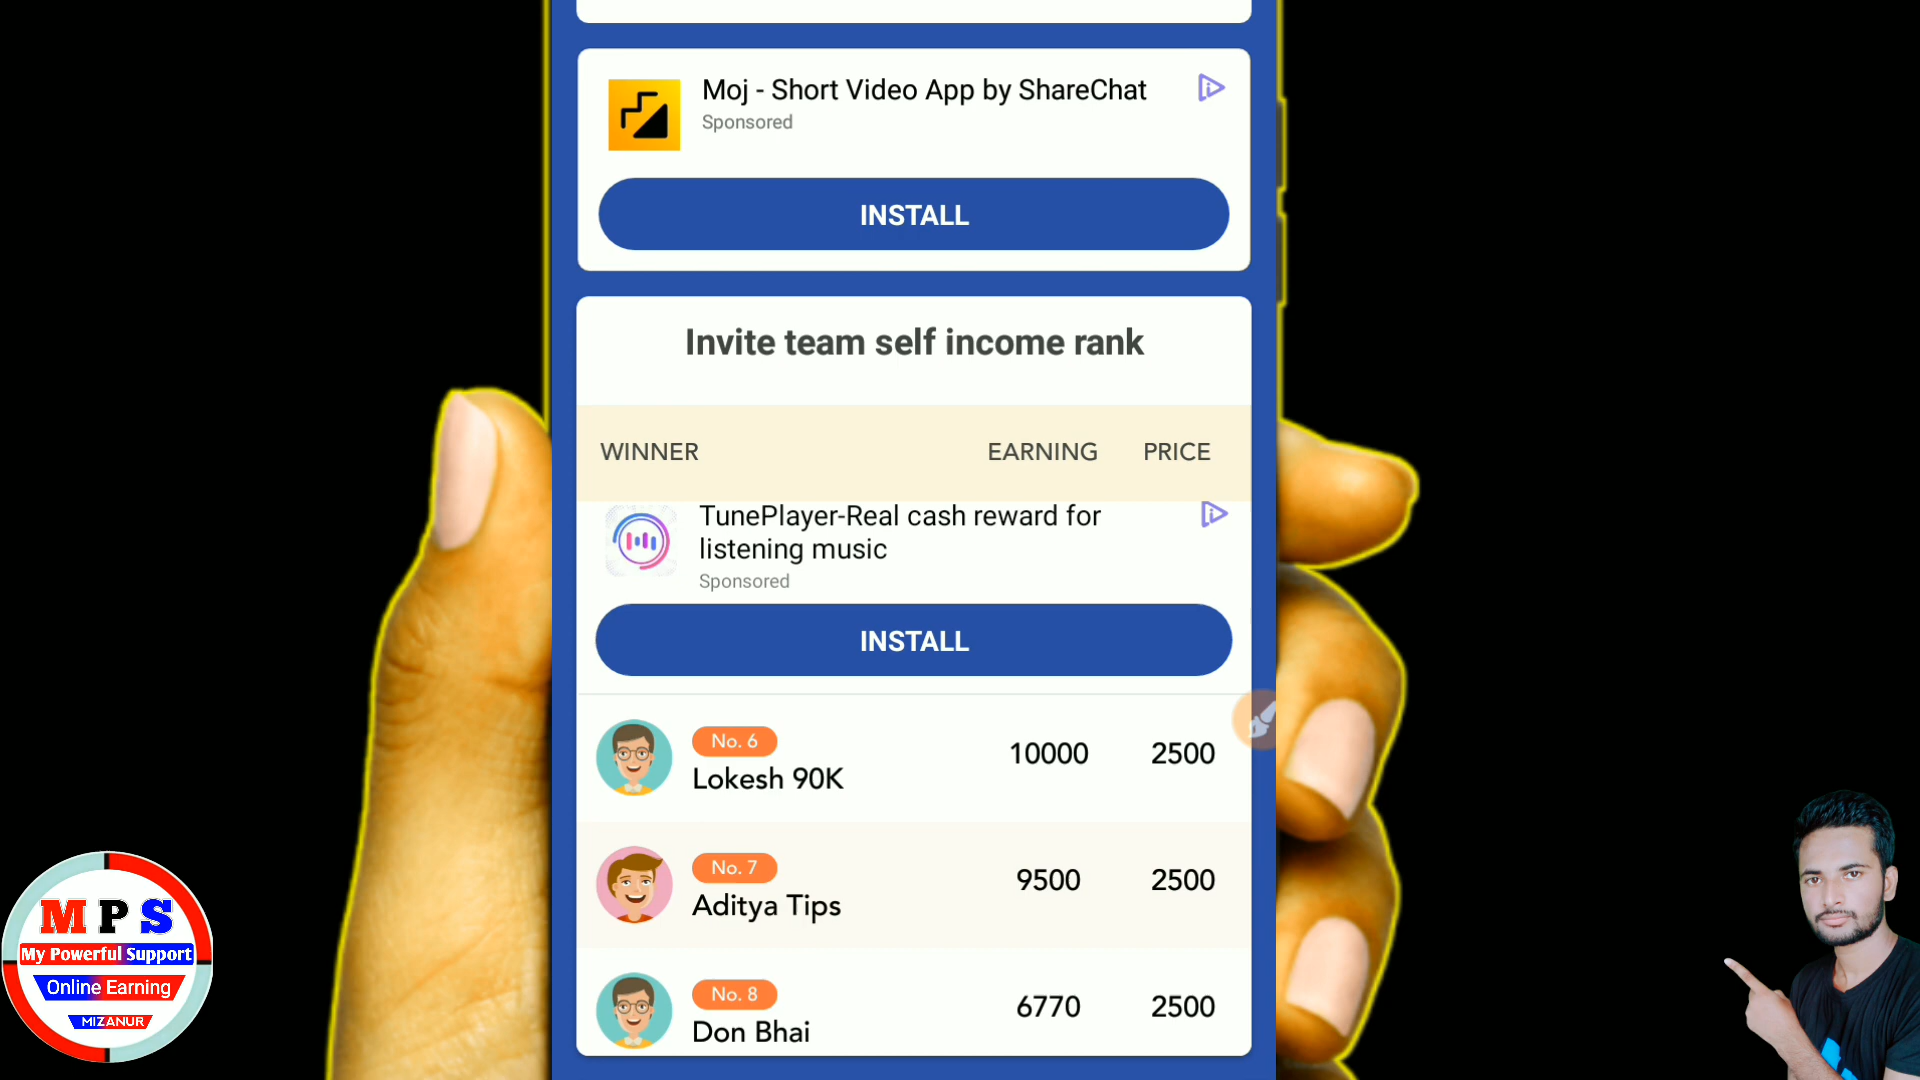 Moj - Short Video App by ShareChat
Sponsored
INSTALL
Invite team self income rank
WINNER EARNING PRICE
TunePlayer-Real cash reward for
listening music
Sponsored
INSTALL
No. 6
Lokesh 90K 10000 2500
No. 7
Aditya Tips 9500 2500
No. 8
Don Bhai 6770 2500
M P S
My Powerful Support
Online Earning
MIZANUR